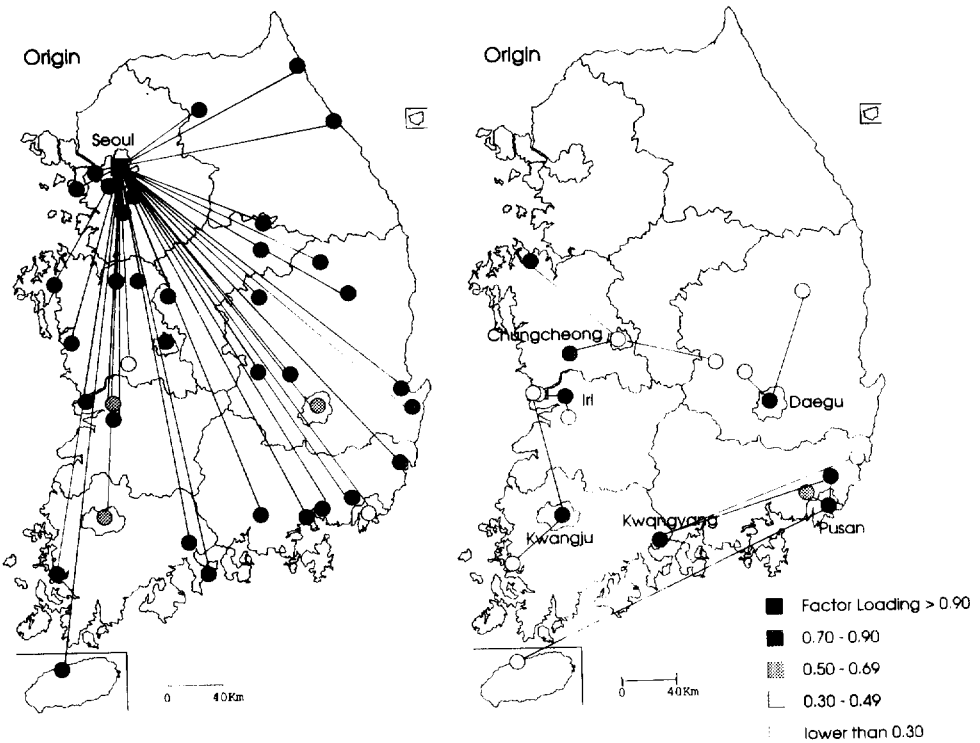 Origin
Seoul
0 40Km
Origin
Chungcheong
Iri
Daegu
Kwangju
Kwangyang
Pusan
0 40Km
Factor Loading > 0.90
0.70 - 0.90
0.50 - 0.69
0.30 - 0.49
lower than 0.30